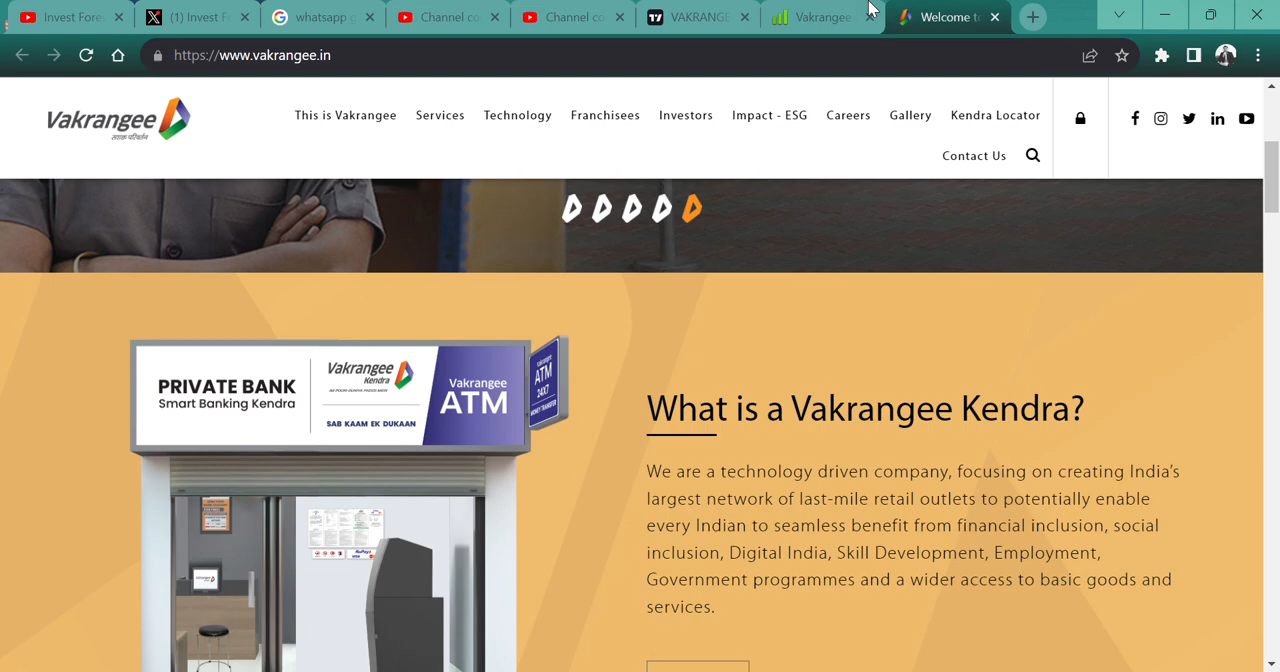 Invest Fores
(1) Invest Fo
whatsapp g
Channel co
Channel co
VAKRANGE
Vakrangee
Welcome to
https://www.vakrangee.in
Vakrangee
This is Vakrangee
Services
Technology
Franchisees
Investors
Impact - ESG
Careers
Gallery
Kendra Locator
Contact Us
PRIVATE BANK
Smart Banking Kendra
Vakrangee
Kendra
SAB KAAM EK DUKAAN
Vakrangee
ATM
ATM
24X7
What is a Vakrangee Kendra?
We are a technology driven company, focusing on creating India's
largest network of last-mile retail outlets to potentially enable
every Indian to seamless benefit from financial inclusion, social
inclusion, Digital India, Skill Development, Employment,
Government programmes and a wider access to basic goods and
services.